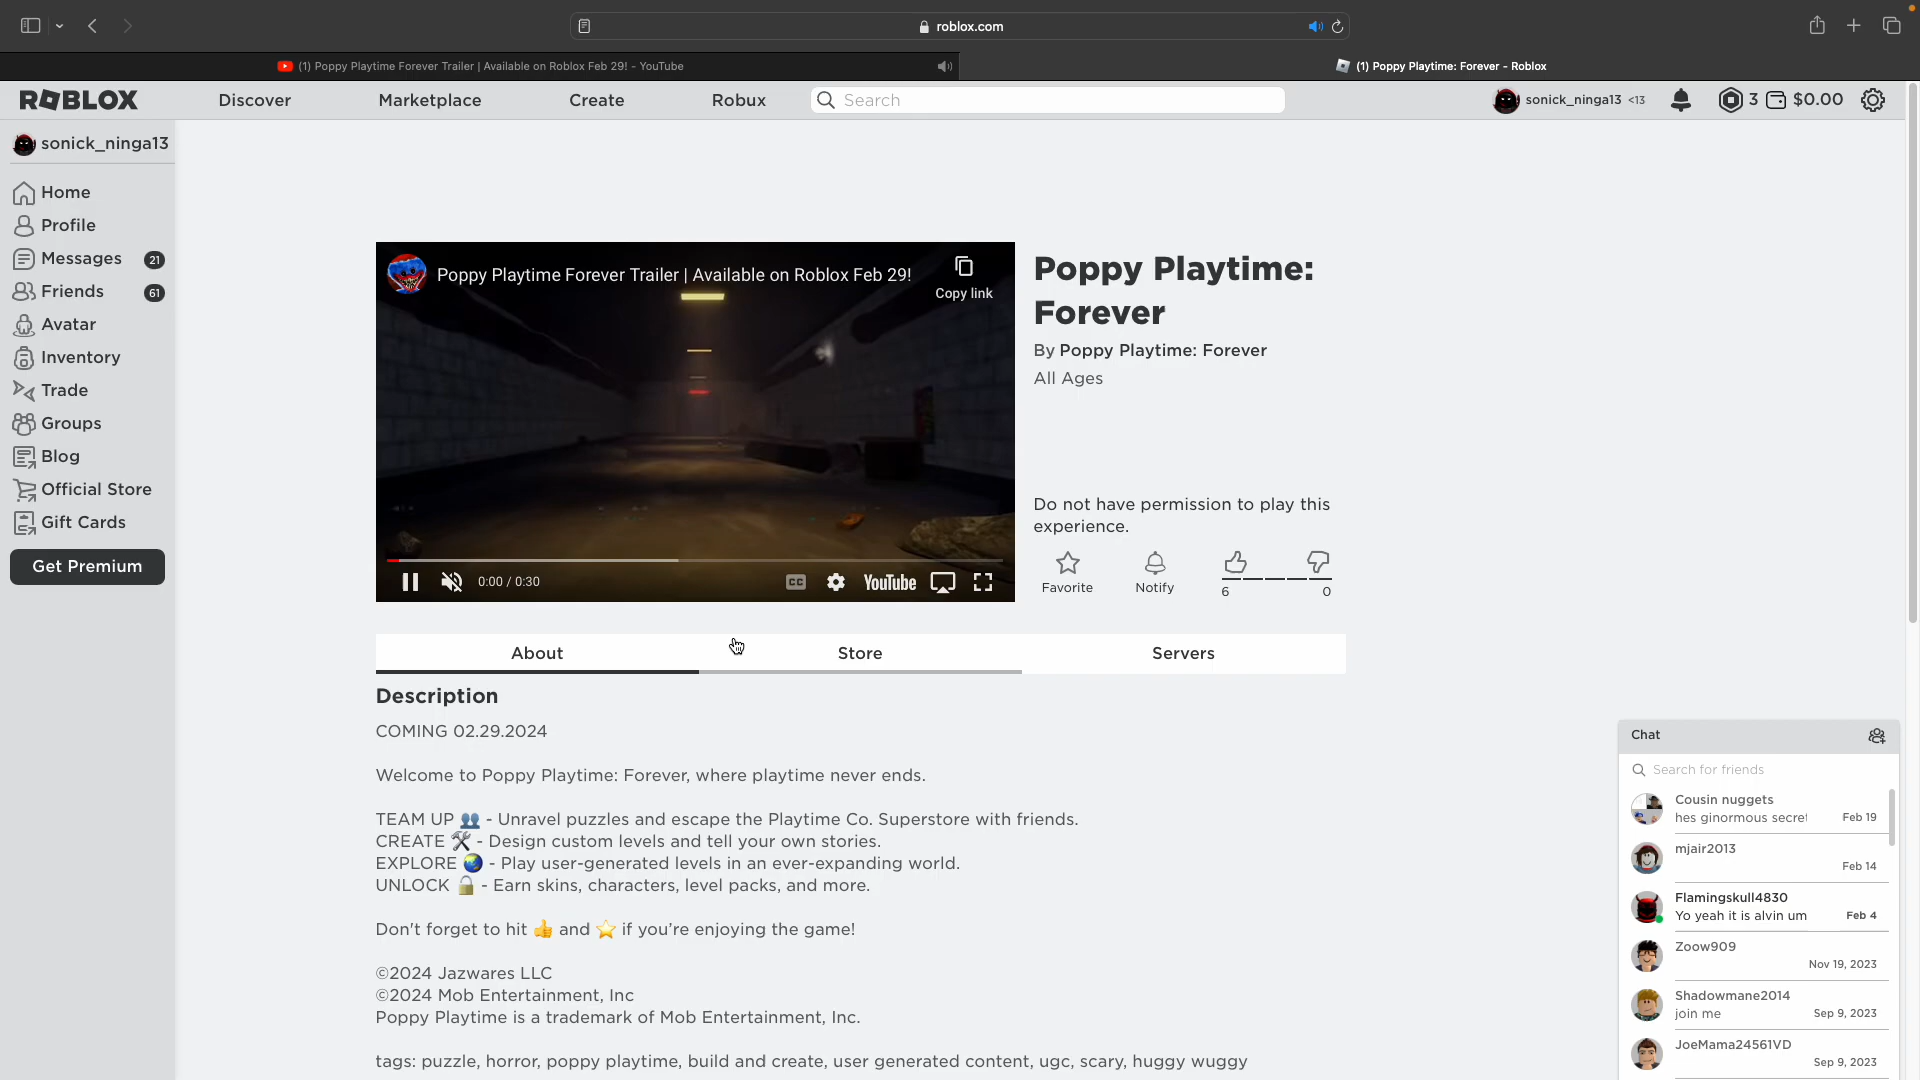 roblox.com
(1) Poppy Playtime Forever Trailer | Available on Roblox Feb 29! - YouTube
(1) Poppy Playtime: Forever - Roblox
ROBLOX
Discover
Marketplace
Create
Robux
Search
sonick_ninga13 <13
3
$0.00
sonick_ninga13
Home
Profile
Messages 21
Friends 61
Avatar
Inventory
Trade
Groups
Blog
Official Store
Gift Cards
Get Premium
Poppy Playtime Forever Trailer | Available on Roblox Feb 29!
Copy link
0:00 / 0:30
CC
YouTube
Poppy Playtime:
Forever
By Poppy Playtime: Forever
All Ages
Do not have permission to play this
experience.
Favorite
Notify
6
0
About
Store
Servers
Description
COMING 02.29.2024
Welcome to Poppy Playtime: Forever, where playtime never ends.
TEAM UP 👥 - Unravel puzzles and escape the Playtime Co. Superstore with friends.
CREATE 🛠 - Design custom levels and tell your own stories.
EXPLORE 🌍 - Play user-generated levels in an ever-expanding world.
UNLOCK 🔒 - Earn skins, characters, level packs, and more.
Don't forget to hit 👍 and ⭐ if you’re enjoying the game!
©2024 Jazwares LLC
©2024 Mob Entertainment, Inc
Poppy Playtime is a trademark of Mob Entertainment, Inc.
tags: puzzle, horror, poppy playtime, build and create, user generated content, ugc, scary, huggy wuggy
Chat
Search for friends
Cousin nuggets
hes ginormous secret Feb 19
mjair2013
Feb 14
Flamingskull4830
Yo yeah it is alvin um Feb 4
Zoow909
Nov 19, 2023
Shadowmane2014
join me Sep 9, 2023
JoeMama24561VD
Sep 9, 2023